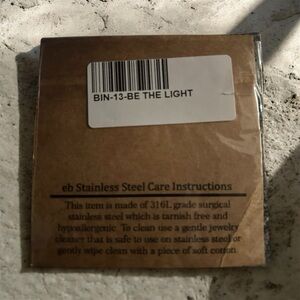 BIN-13-BE THE LIGHT
eb Stainless Steel Care Instructions
This item is made of 316L grade surgical
stainless steel which is tarnish free and
hypoallergenic. To clean use a gentle jewelry
cleaner that is safe to use on stainless steel or
gently wipe clean with a piece of soft cotton